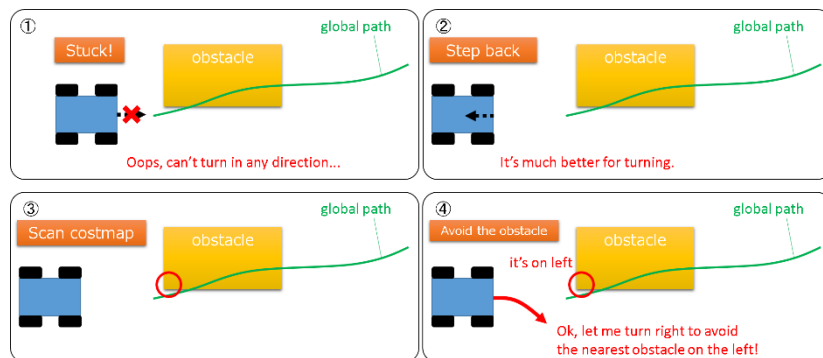 ①
Stuck!
global path
obstacle
Oops, can't turn in any direction...
②
Step back
global path
obstacle
It's much better for turning.
③
Scan costmap
global path
obstacle
④
Avoid the obstacle
global path
obstacle
it's on left
Ok, let me turn right to avoid
the nearest obstacle on the left!